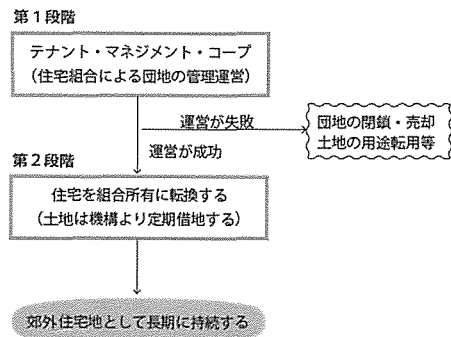 第1段階
テナント・マネジメント・コープ
(住宅組合による団地の管理運営)
運営が失敗
団地の閉鎖・売却
土地の用途転用等
運営が成功
第2段階
住宅を組合所有に転換する
(土地は機構より定期借地する)
郊外住宅地として長期に持続する